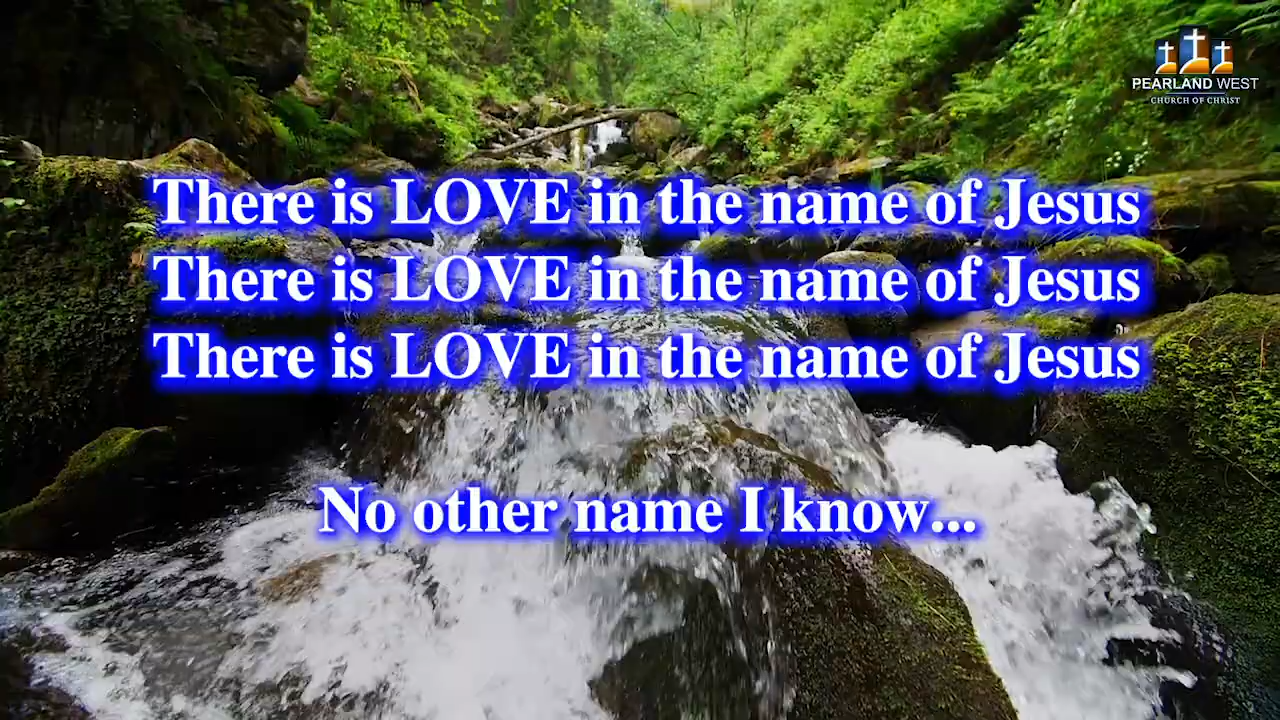 PEARLAND WEST
CHURCH OF CHRIST
There is LOVE in the name of Jesus
There is LOVE in the name of Jesus
There is LOVE in the name of Jesus
No other name I know...